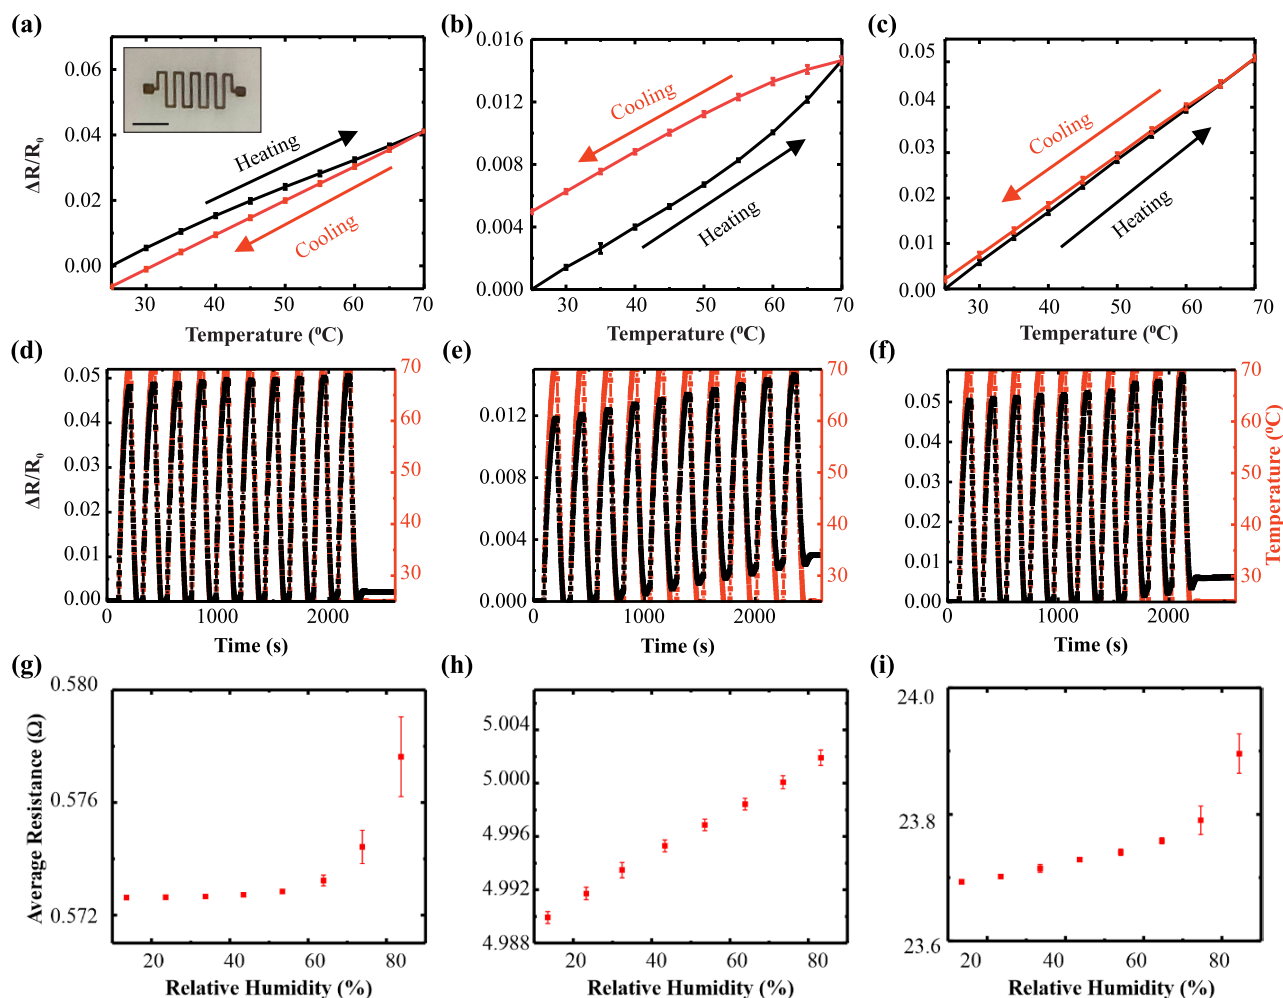 (a) (b) (c)
0.06 0.016 0.05
0.04 0.012 0.04
0.02 0.008 0.03
0.00 0.004 0.02
0.000 0.01
0.00
ΔR/R₀
Heating Cooling
Cooling Heating
Cooling Heating
30 40 50 60 70 30 40 50 60 70 30 40 50 60 70
Temperature (⁰C) Temperature (⁰C) Temperature (⁰C)
(d) (e) (f)
0.05 70 0.012 70 0.05 70
0.04 60 0.008 60 0.04 60
0.03 50 0.004 50 0.03 50
0.02 40 0.000 40 0.02 40
0.01 30 30 0.01 30
0.00 0.00
ΔR/R₀ Temperature (⁰C)
0 1000 2000 0 1000 2000 0 1000 2000
Time (s) Time (s) Time (s)
(g) (h) (i)
0.580 5.004 24.0
0.576 5.000 23.8
0.572 4.996 23.6
4.992
4.988
Average Resistance (Ω)
20 40 60 80 20 40 60 80 20 40 60 80
Relative Humidity (%) Relative Humidity (%) Relative Humidity (%)